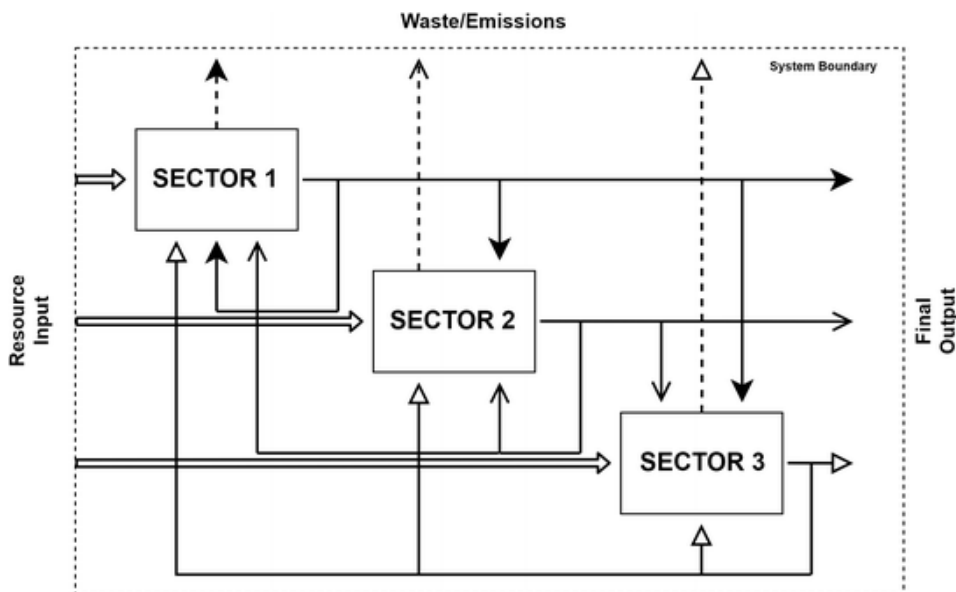 Waste/Emissions
System Boundary
SECTOR 1
Resource
Input
SECTOR 2
Final
Output
SECTOR 3